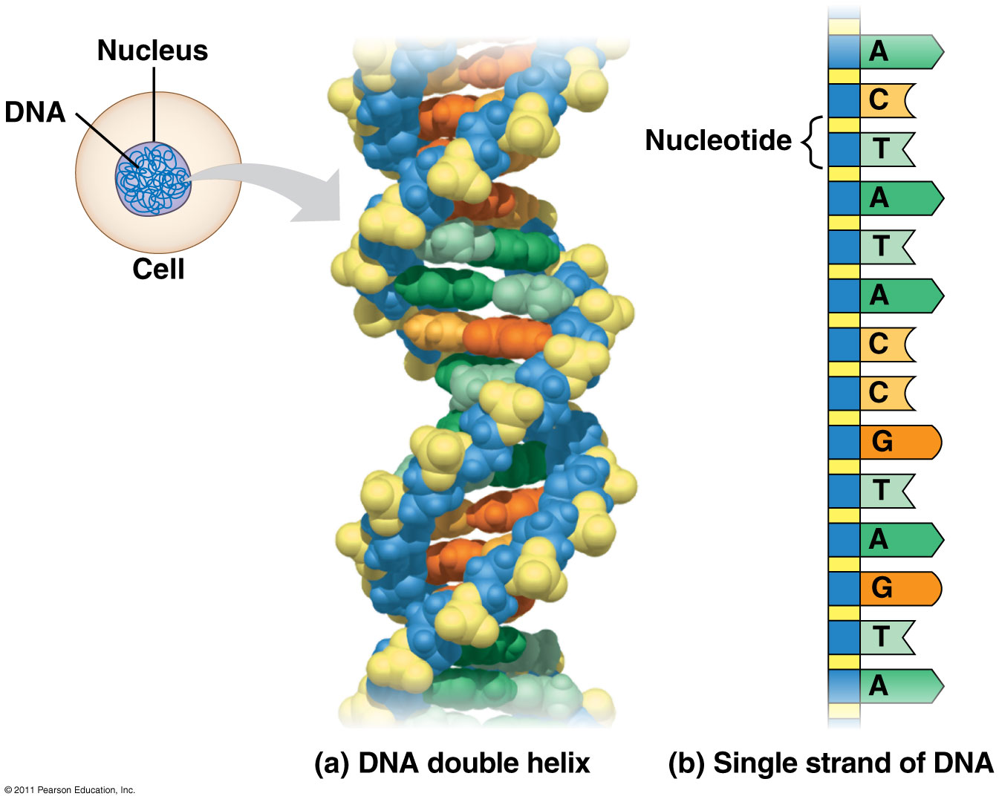 Nucleus
DNA
Cell
Nucleotide
A
C
T
A
T
A
C
C
G
T
A
G
T
A
(a) DNA double helix
(b) Single strand of DNA
© 2011 Pearson Education, Inc.